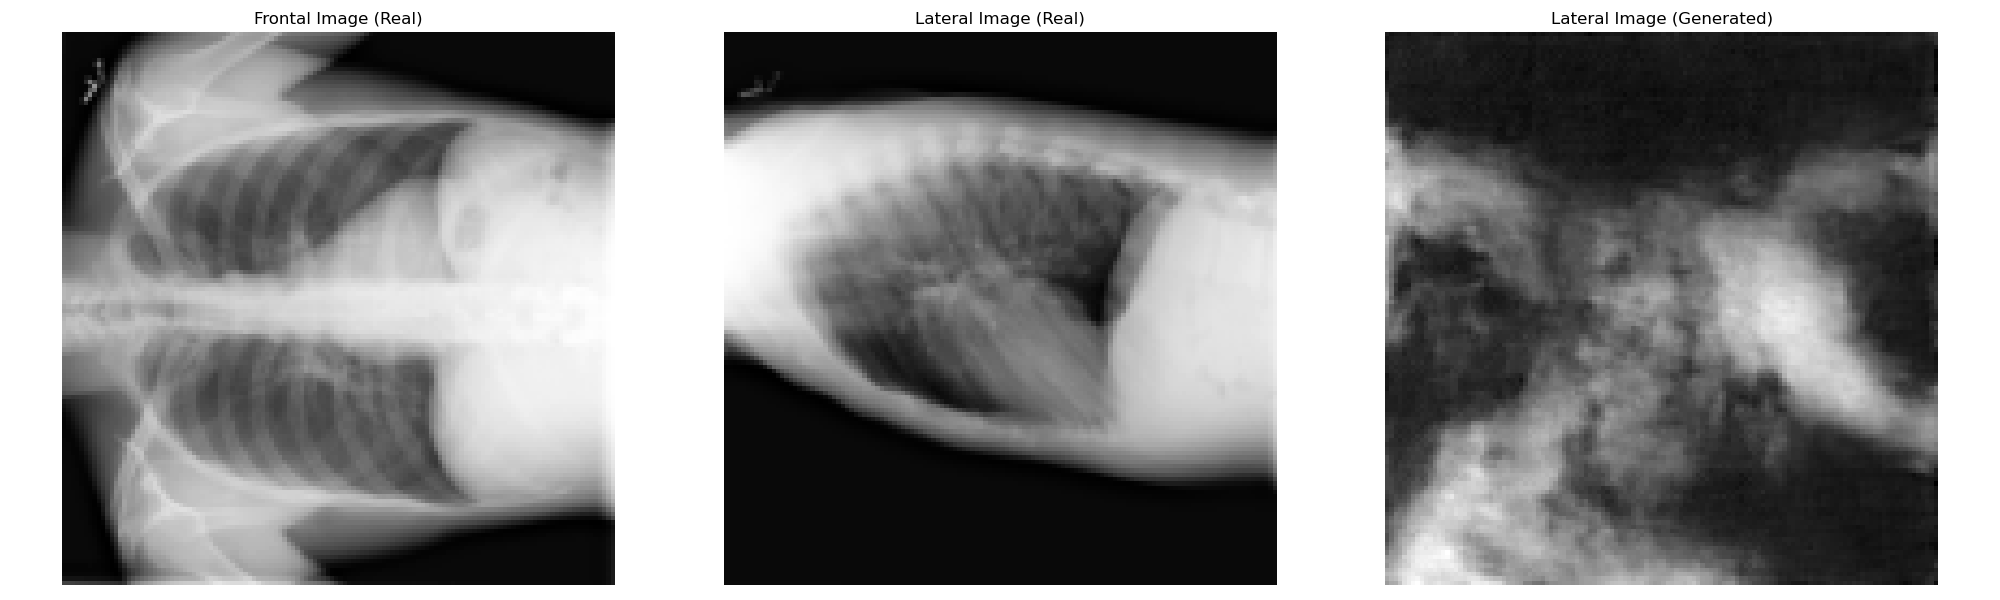 Frontal Image (Real)
Lateral Image (Real)
Lateral Image (Generated)